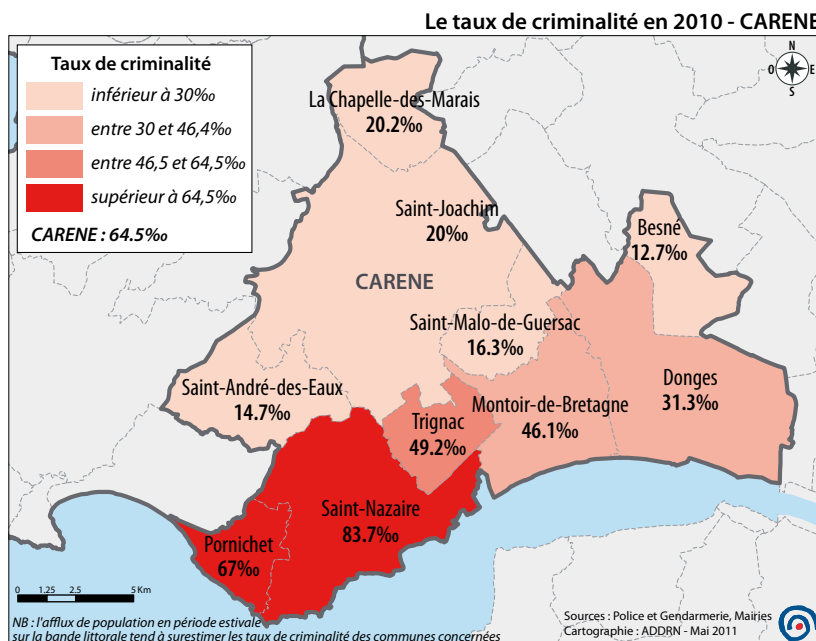 Le taux de criminalité en 2010 - CARENE
Taux de criminalité
inférieur à 30‰
entre 30 et 46,4‰
entre 46,5 et 64,5‰
supérieur à 64,5‰
CARENE : 64.5‰
N
O
E
S
La Chapelle-des-Marais
20.2‰
Saint-Joachim
20‰
Besné
12.7‰
CARENE
Saint-Malo-de-Guersac
16.3‰
Saint-André-des-Eaux
14.7‰
Trignac
49.2‰
Montoir-de-Bretagne
46.1‰
Donges
31.3‰
Saint-Nazaire
83.7‰
Pornichet
67‰
0 1.25 2.5 5 Km
NB : l'afflux de population en période estivale
sur la bande littorale tend à surestimer les taux de criminalité des communes concernées
Sources : Police et Gendarmerie, Mairies
Cartographie : ADDRN - Mai 2011